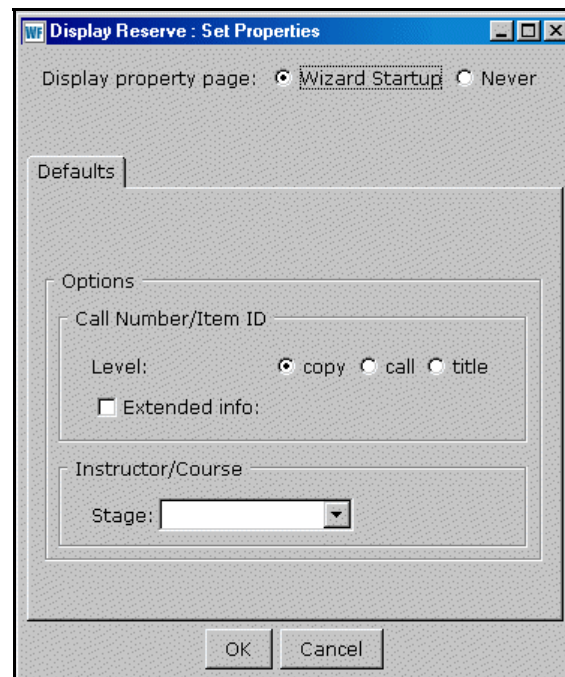 WF Display Reserve : Set Properties
Display property page: Wizard Startup Never
Defaults
Options
Call Number/Item ID
Level: copy call title
Extended info:
Instructor/Course
Stage:
OK Cancel